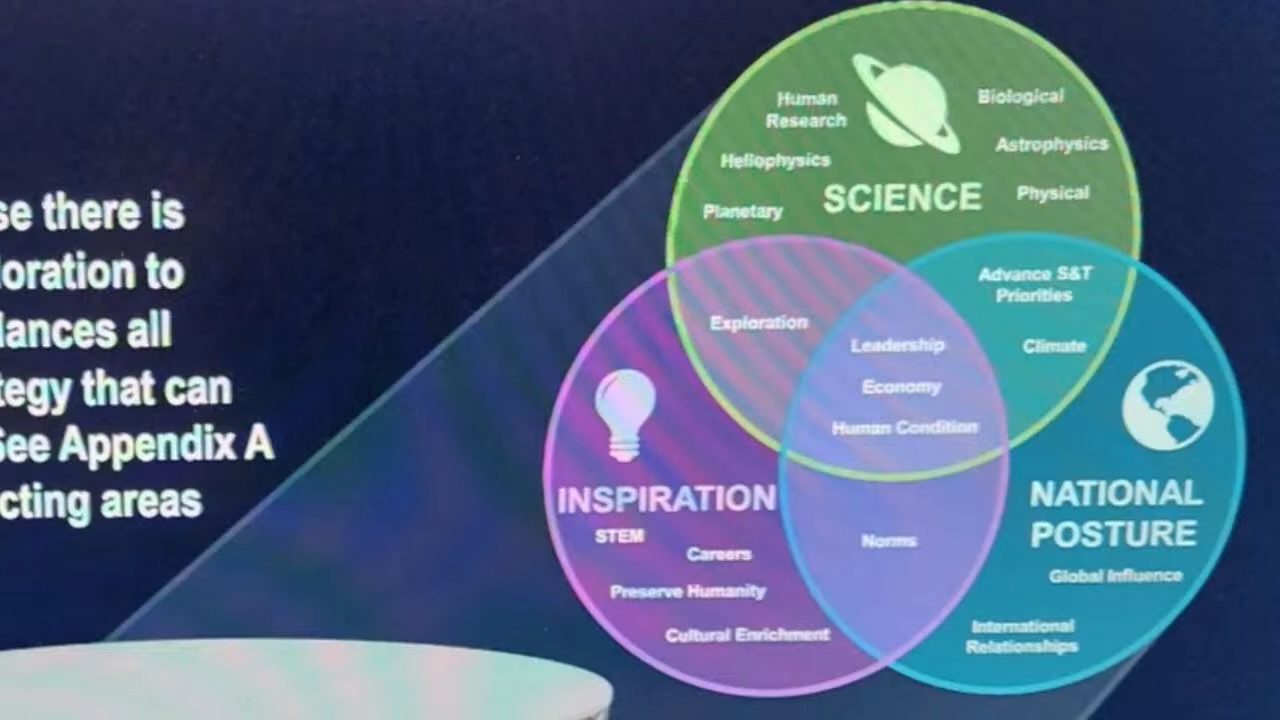 se there is
loration to
lances all
tegy that can
See Appendix A
cting areas
Human
Research
Biological
Astrophysics
Heliophysics
Physical
SCIENCE
Planetary
Advance S&T
Priorities
Exploration
Leadership
Climate
Economy
Human Condition
INSPIRATION
NATIONAL
POSTURE
STEM
Careers
Norms
Global Influence
Preserve Humanity
Cultural Enrichment
International
Relationships